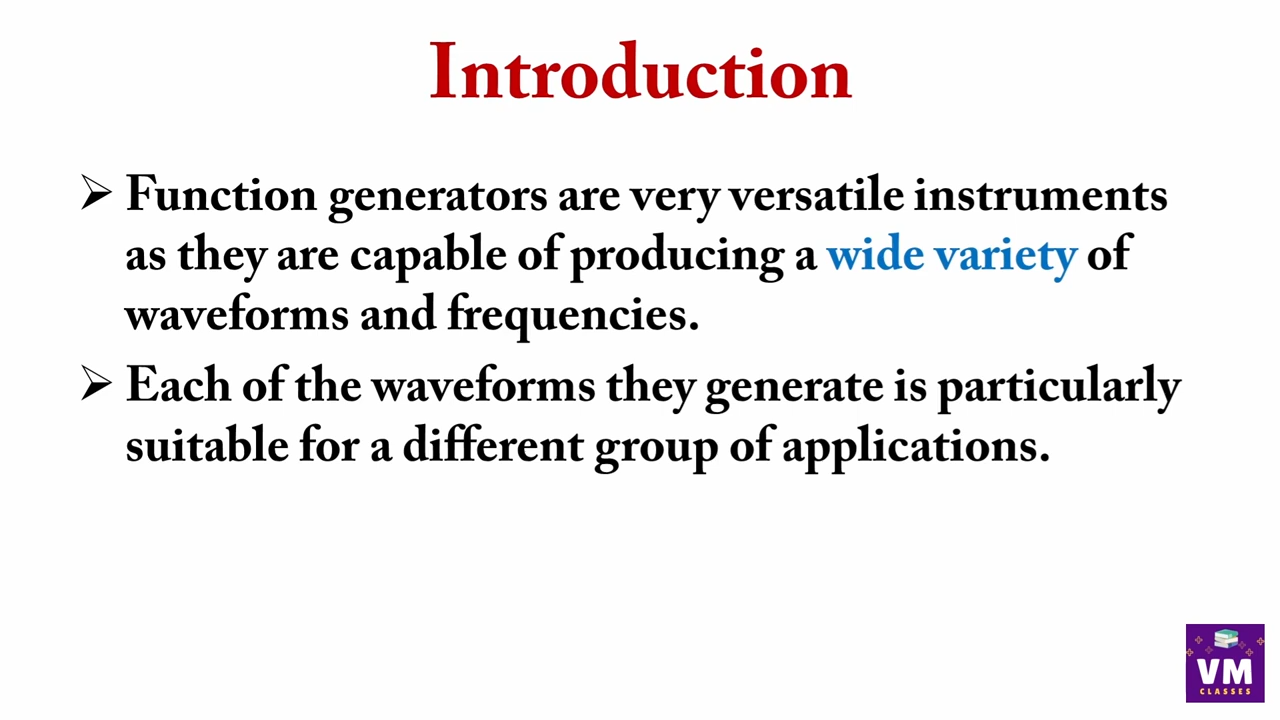 Introduction
➢ Function generators are very versatile instruments
as they are capable of producing a wide variety of
waveforms and frequencies.
➢ Each of the waveforms they generate is particularly
suitable for a different group of applications.
VM
CLASSES